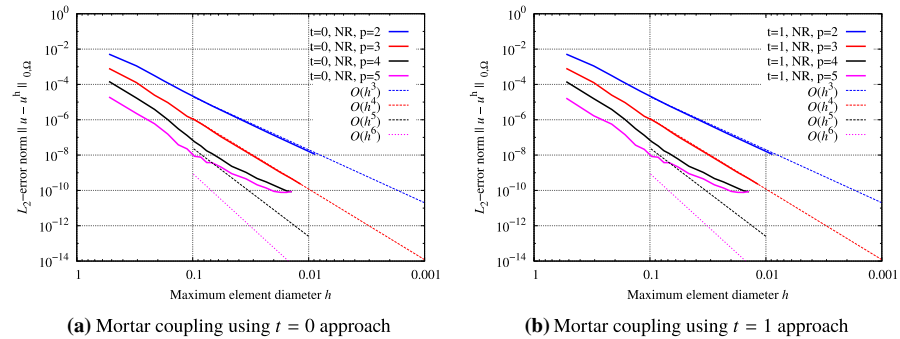 10^0
10^-2
10^-4
10^-6
10^-8
10^-10
10^-12
10^-14
L_2−error norm || u − u^h ||_0,Ω
1 0.1 0.01 0.001
Maximum element diameter h
t=0, NR, p=2
t=0, NR, p=3
t=0, NR, p=4
t=0, NR, p=5
O(h^3)
O(h^4)
O(h^5)
O(h^6)
(a) Mortar coupling using t = 0 approach
10^0
10^-2
10^-4
10^-6
10^-8
10^-10
10^-12
10^-14
L_2−error norm || u − u^h ||_0,Ω
1 0.1 0.01 0.001
Maximum element diameter h
t=1, NR, p=2
t=1, NR, p=3
t=1, NR, p=4
t=1, NR, p=5
O(h^3)
O(h^4)
O(h^5)
O(h^6)
(b) Mortar coupling using t = 1 approach